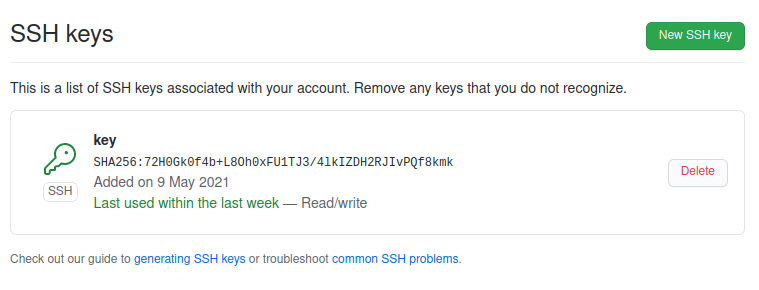 SSH keys
New SSH key
This is a list of SSH keys associated with your account. Remove any keys that you do not recognize.
key
SHA256:72H0Gk0f4b+L8Oh0xFU1TJ3/4lkIZDH2RJIvPQf8kmk
SSH
Added on 9 May 2021
Last used within the last week — Read/write
Delete
Check out our guide to generating SSH keys or troubleshoot common SSH problems.